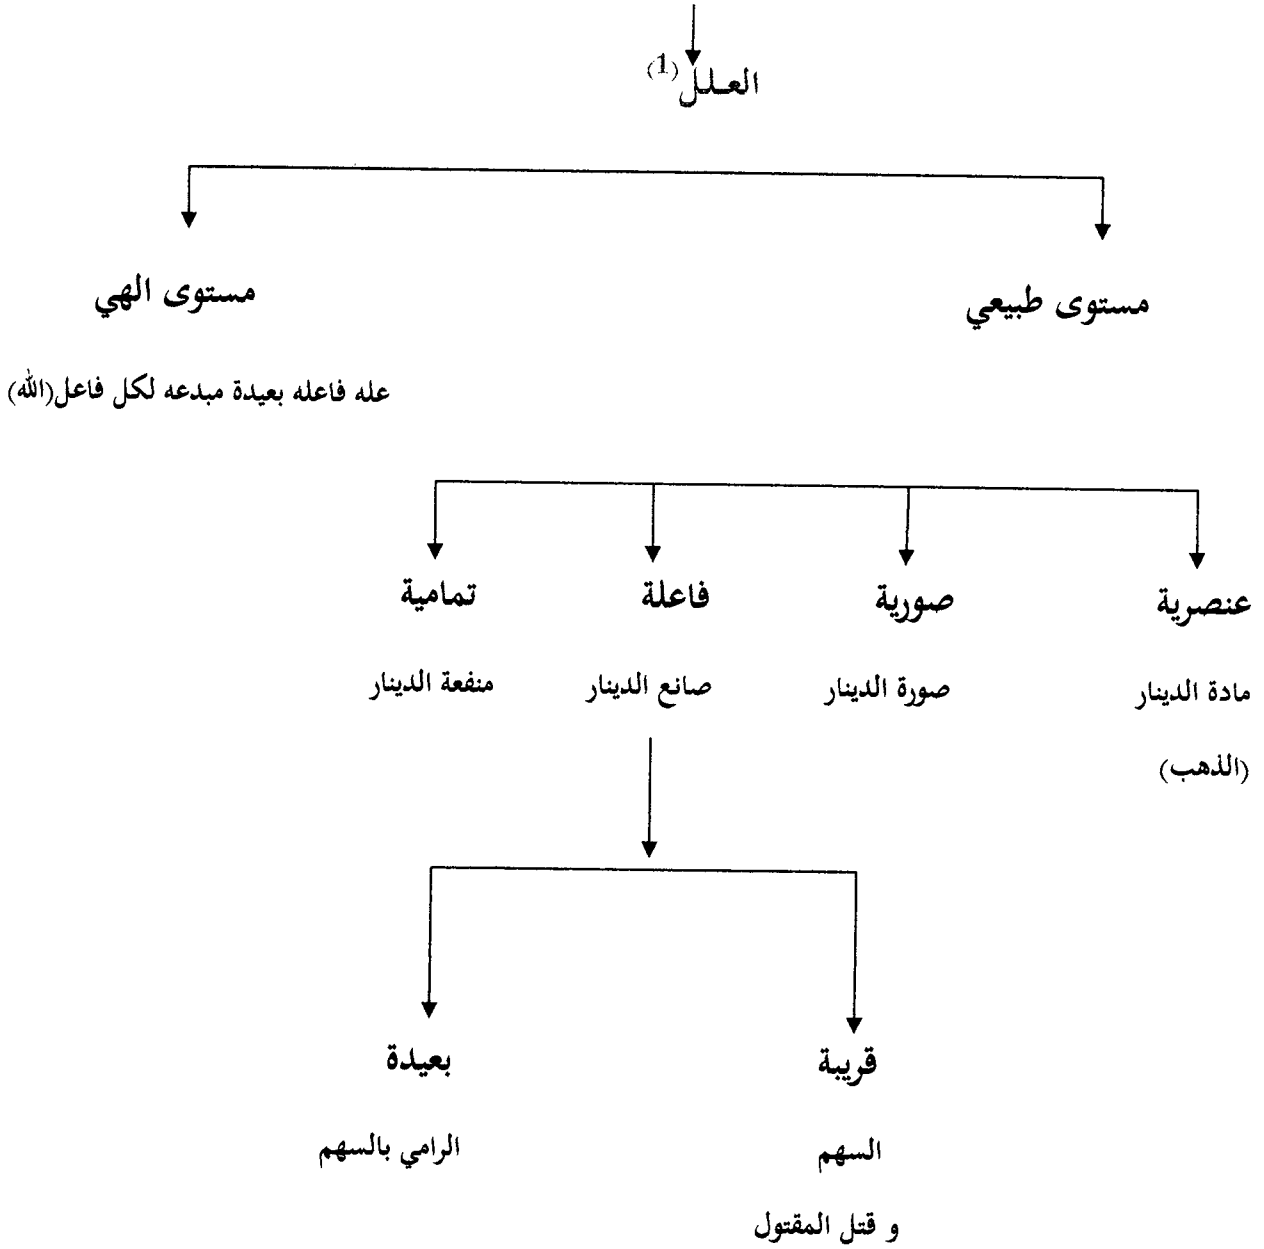 العلل(1)
مستوى طبيعي
مستوى الهي
عله فاعله بعيدة مبدعه لكل فاعل(الله)
عنصرية
صورية
فاعلة
تمامية
مادة الدينار
صورة الدينار
صانع الدينار
منفعة الدينار
(الذهب)
قريبة
بعيدة
السهم
الرامي بالسهم
و قتل المقتول